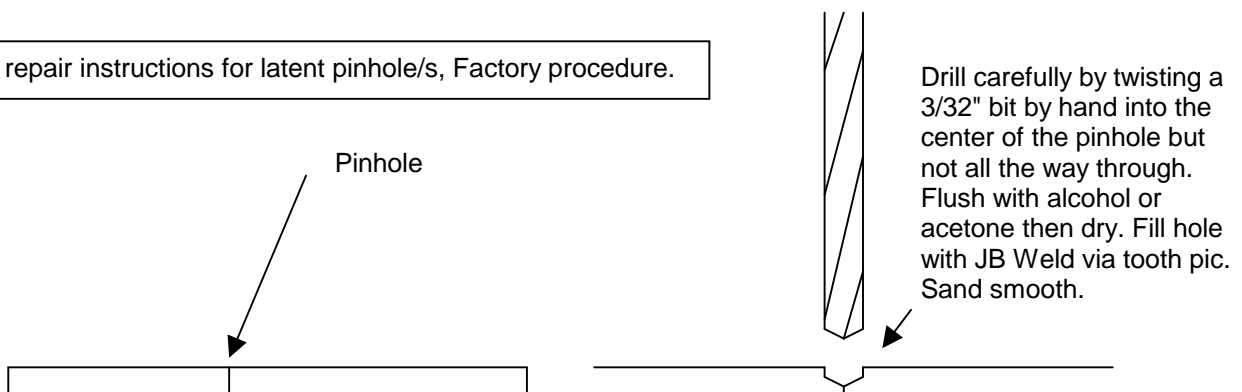 repair instructions for latent pinhole/s, Factory procedure.
Pinhole
Drill carefully by twisting a
3/32" bit by hand into the
center of the pinhole but
not all the way through.
Flush with alcohol or
acetone then dry. Fill hole
with JB Weld via tooth pic.
Sand smooth.